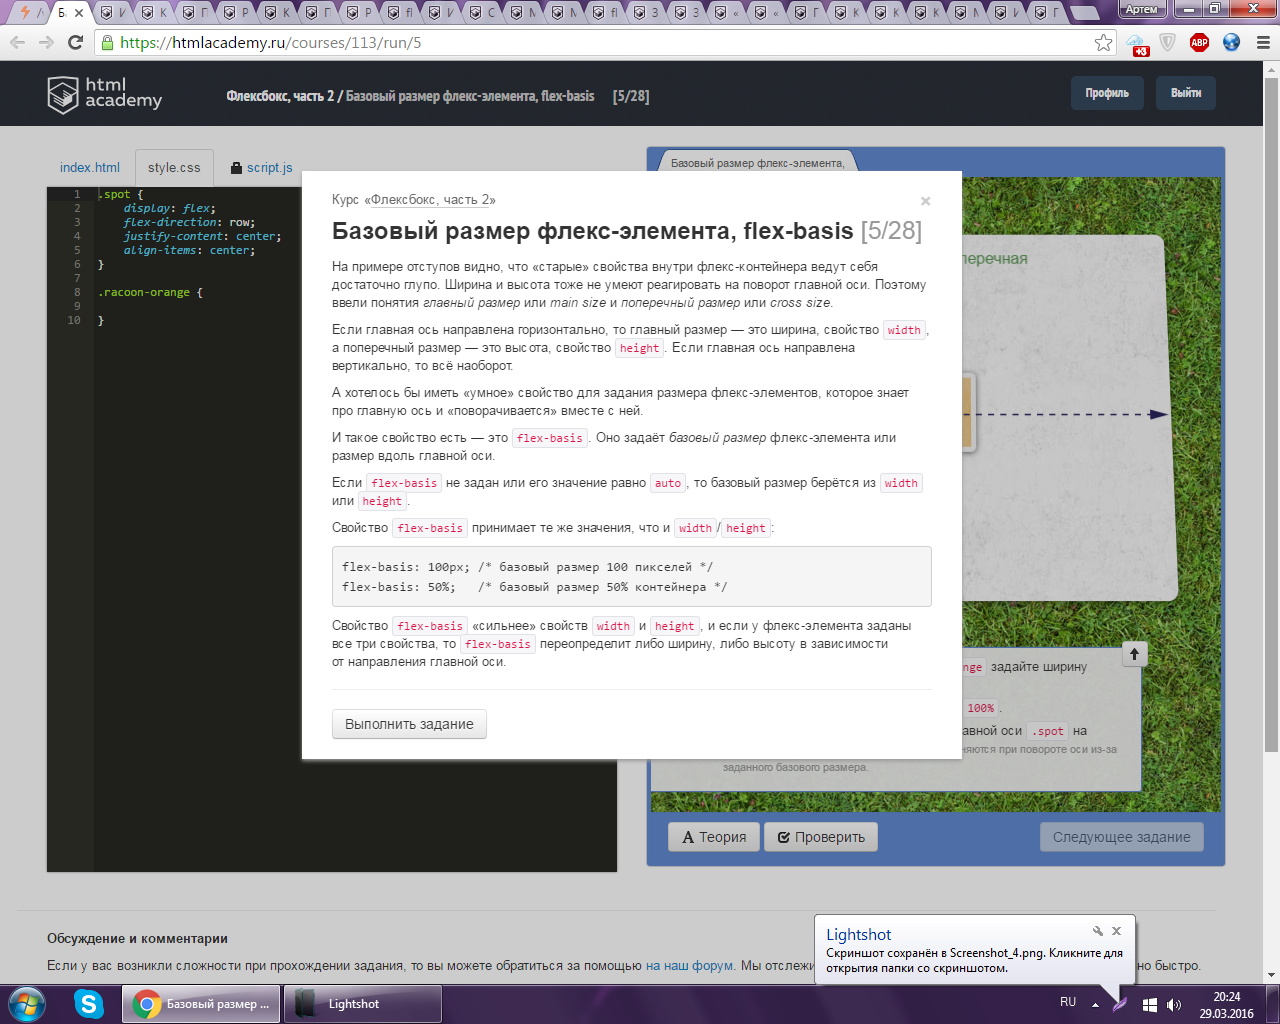 Артем
https://htmlacademy.ru/courses/113/run/5
+3
ABP
html
academy
Флексбокс, часть 2 / Базовый размер флекс-элемента, flex-basis [5/28]
Профиль
Выйти
index.html
style.css
script.js
Базовый размер флекс-элемента,
1 .spot {
2 display: flex;
3 flex-direction: row;
4 justify-content: center;
5 align-items: center;
6 }
7
8 .racoon-orange {
9
10 }
Курс «Флексбокс, часть 2»
×
Базовый размер флекс-элемента, flex-basis [5/28]
На примере отступов видно, что «старые» свойства внутри флекс-контейнера ведут себя
достаточно глупо. Ширина и высота тоже не умеют реагировать на поворот главной оси. Поэтому
ввели понятия главный размер или main size и поперечный размер или cross size.
Если главная ось направлена горизонтально, то главный размер — это ширина, свойство width,
а поперечный размер — это высота, свойство height. Если главная ось направлена
вертикально, то всё наоборот.
А хотелось бы иметь «умное» свойство для задания размера флекс-элементов, которое знает
про главную ось и «поворачивается» вместе с ней.
И такое свойство есть — это flex-basis. Оно задаёт базовый размер флекс-элемента или
размер вдоль главной оси.
Если flex-basis не задан или его значение равно auto, то базовый размер берётся из width
или height.
Свойство flex-basis принимает те же значения, что и width/height:
flex-basis: 100px; /* базовый размер 100 пикселей */
flex-basis: 50%; /* базовый размер 50% контейнера */
Свойство flex-basis «сильнее» свойств width и height, и если у флекс-элемента заданы
все три свойства, то flex-basis переопределит либо ширину, либо высоту в зависимости
от направления главной оси.
Выполнить задание
перечная
nge задайте ширину
100%.
авной оси .spot на
няются при повороте оси из-за
заданного базового размера.
Теория
Проверить
Следующее задание
Обсуждение и комментарии
Если у вас возникли сложности при прохождении задания, то вы можете обратиться за помощью на наш форум. Мы отслежи
но быстро.
Lightshot
Скриншот сохранён в Screenshot_4.png. Кликните для
открытия папки со скриншотом.
Базовый размер ...
Lightshot
RU
20:24
29.03.2016